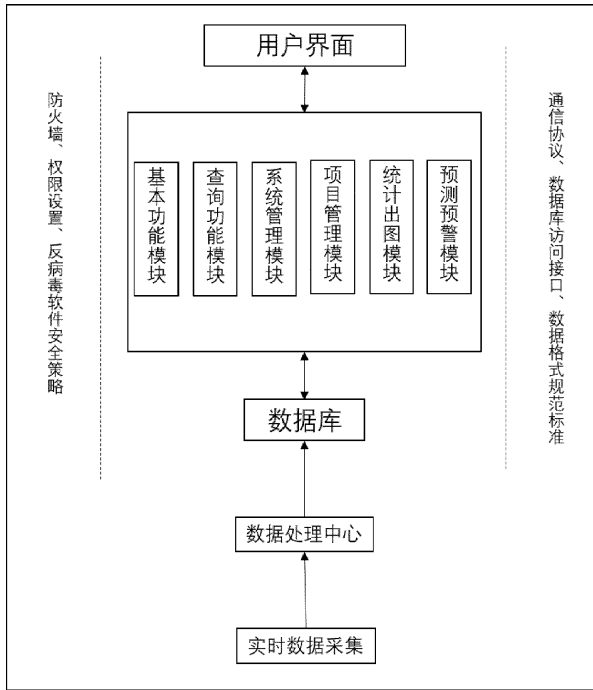 用户界面
防火墙、权限设置、反病毒软件安全策略
基本功能模块
查询功能模块
系统管理模块
项目管理模块
统计出图模块
预测预警模块
通信协议、数据库访问接口、数据格式规范标准
数据库
数据处理中心
实时数据采集